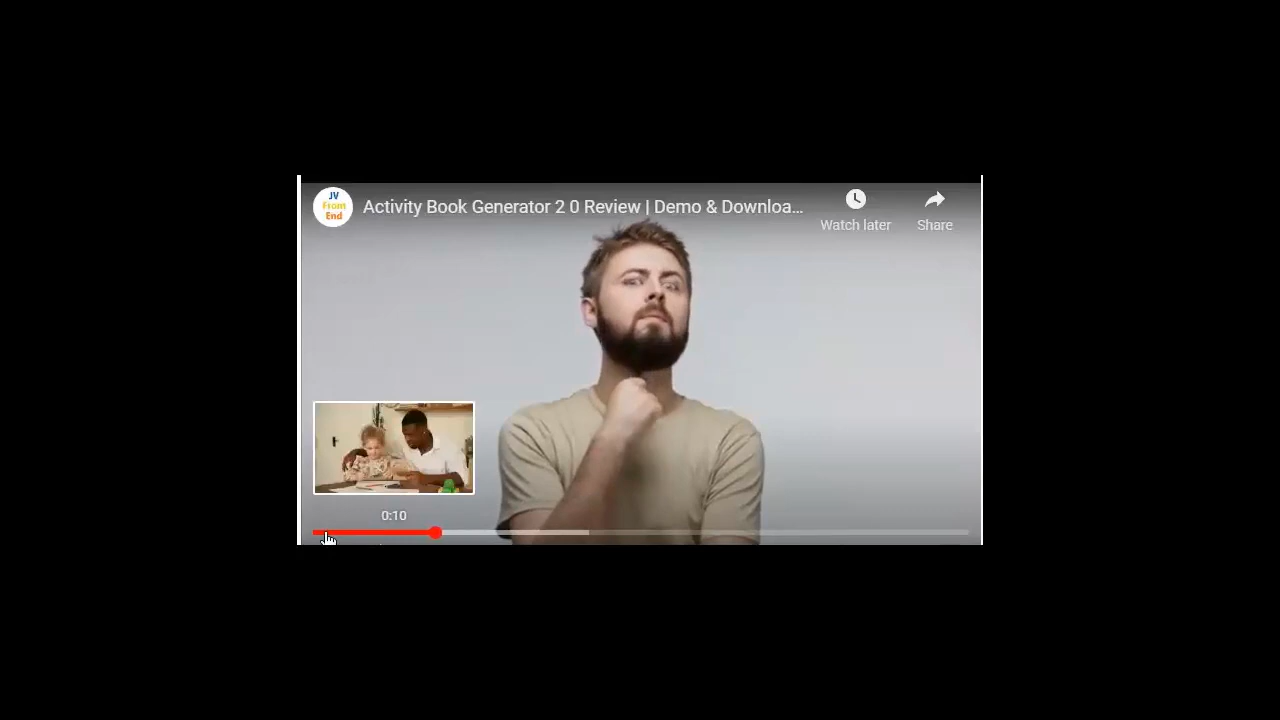 JV
From
End
Activity Book Generator 2 0 Review | Demo & Downloa...
Watch later
Share
0:10